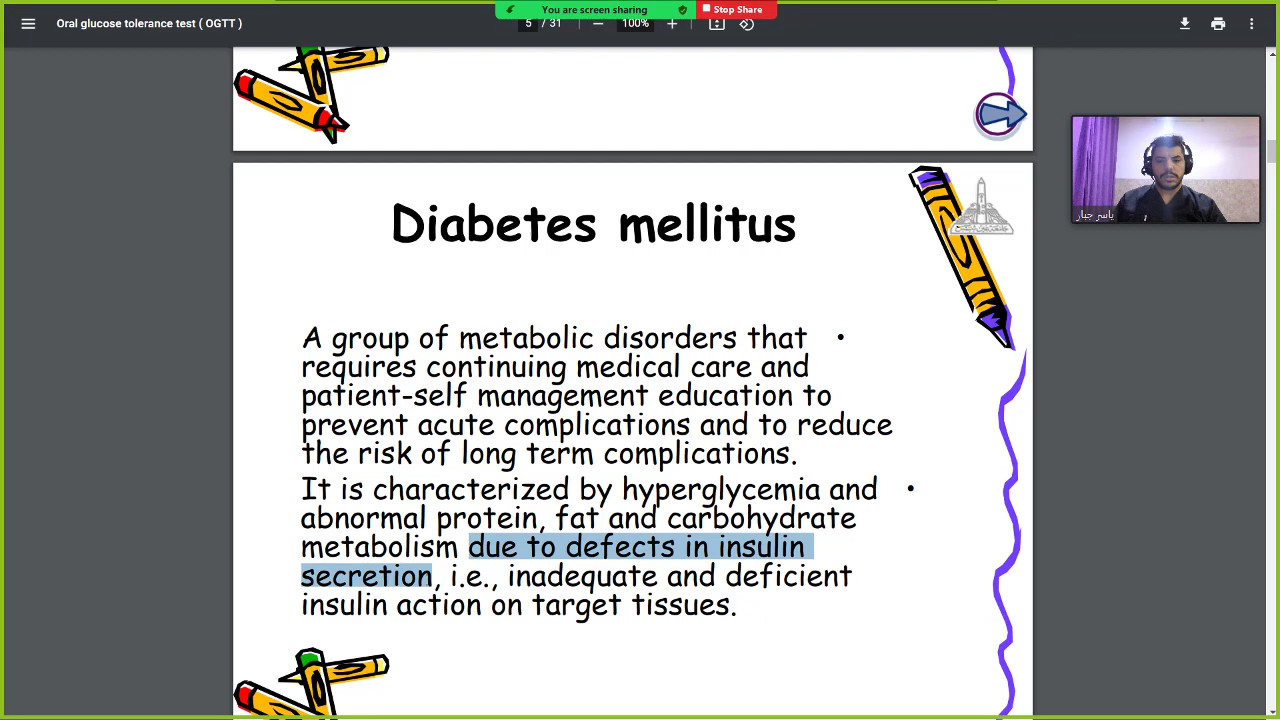 You are screen sharing
Stop Share
Oral glucose tolerance test ( OGTT )
5 / 31
100%
ياسر جبار
Diabetes mellitus
A group of metabolic disorders that •
requires continuing medical care and
patient-self management education to
prevent acute complications and to reduce
the risk of long term complications.
It is characterized by hyperglycemia and •
abnormal protein, fat and carbohydrate
metabolism due to defects in insulin
secretion, i.e., inadequate and deficient
insulin action on target tissues.